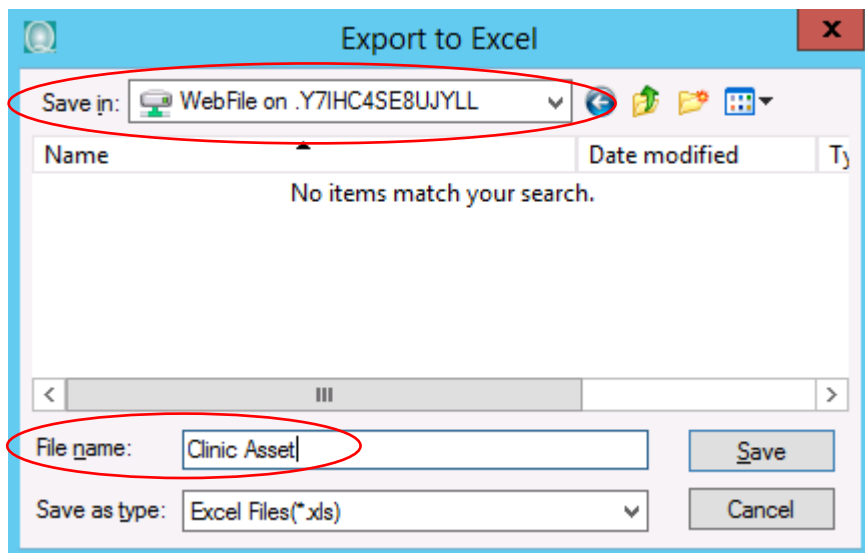 Export to Excel
x
Save in: WebFile on .Y7IHC4SE8UJYLL
Name Date modified Ty
No items match your search.
File name: Clinic Asset Save
Save as type: Excel Files(*.xls) Cancel